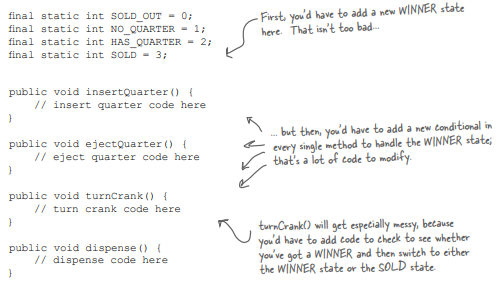 final static int SOLD_OUT = 0;
final static int NO_QUARTER = 1;
final static int HAS_QUARTER = 2;
final static int SOLD = 3;
First, you'd have to add a new WINNER state
here. That isn't too bad...
public void insertQuarter() {
// insert quarter code here
}
public void ejectQuarter() {
// eject quarter code here
}
public void turnCrank() {
// turn crank code here
}
public void dispense() {
// dispense code here
}
... but then, you'd have to add a new conditional in
every single method to handle the WINNER state;
that's a lot of code to modify.
turnCrank() will get especially messy, because
you'd have to add code to check to see whether
you've got a WINNER and then switch to either
the WINNER state or the SOLD state.